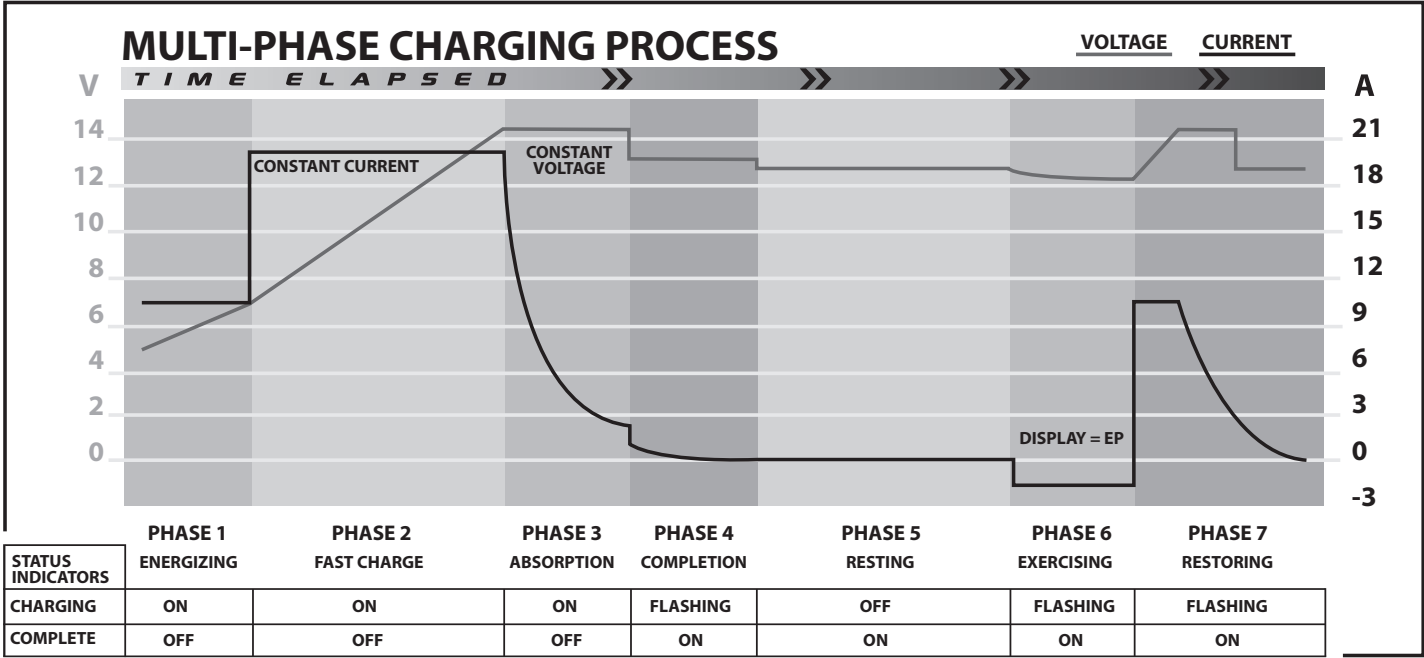 MULTI-PHASE CHARGING PROCESS
VOLTAGE CURRENT
V TIME ELAPSED A
14 21
CONSTANT CURRENT
CONSTANT
VOLTAGE
12 18
10 15
8 12
6 9
4 6
2 3
DISPLAY = EP
0 0
-3
PHASE 1 PHASE 2 PHASE 3 PHASE 4 PHASE 5 PHASE 6 PHASE 7
STATUS
INDICATORS
ENERGIZING FAST CHARGE ABSORPTION COMPLETION RESTING EXERCISING RESTORING
CHARGING ON ON ON FLASHING OFF FLASHING FLASHING
COMPLETE OFF OFF OFF ON ON ON ON